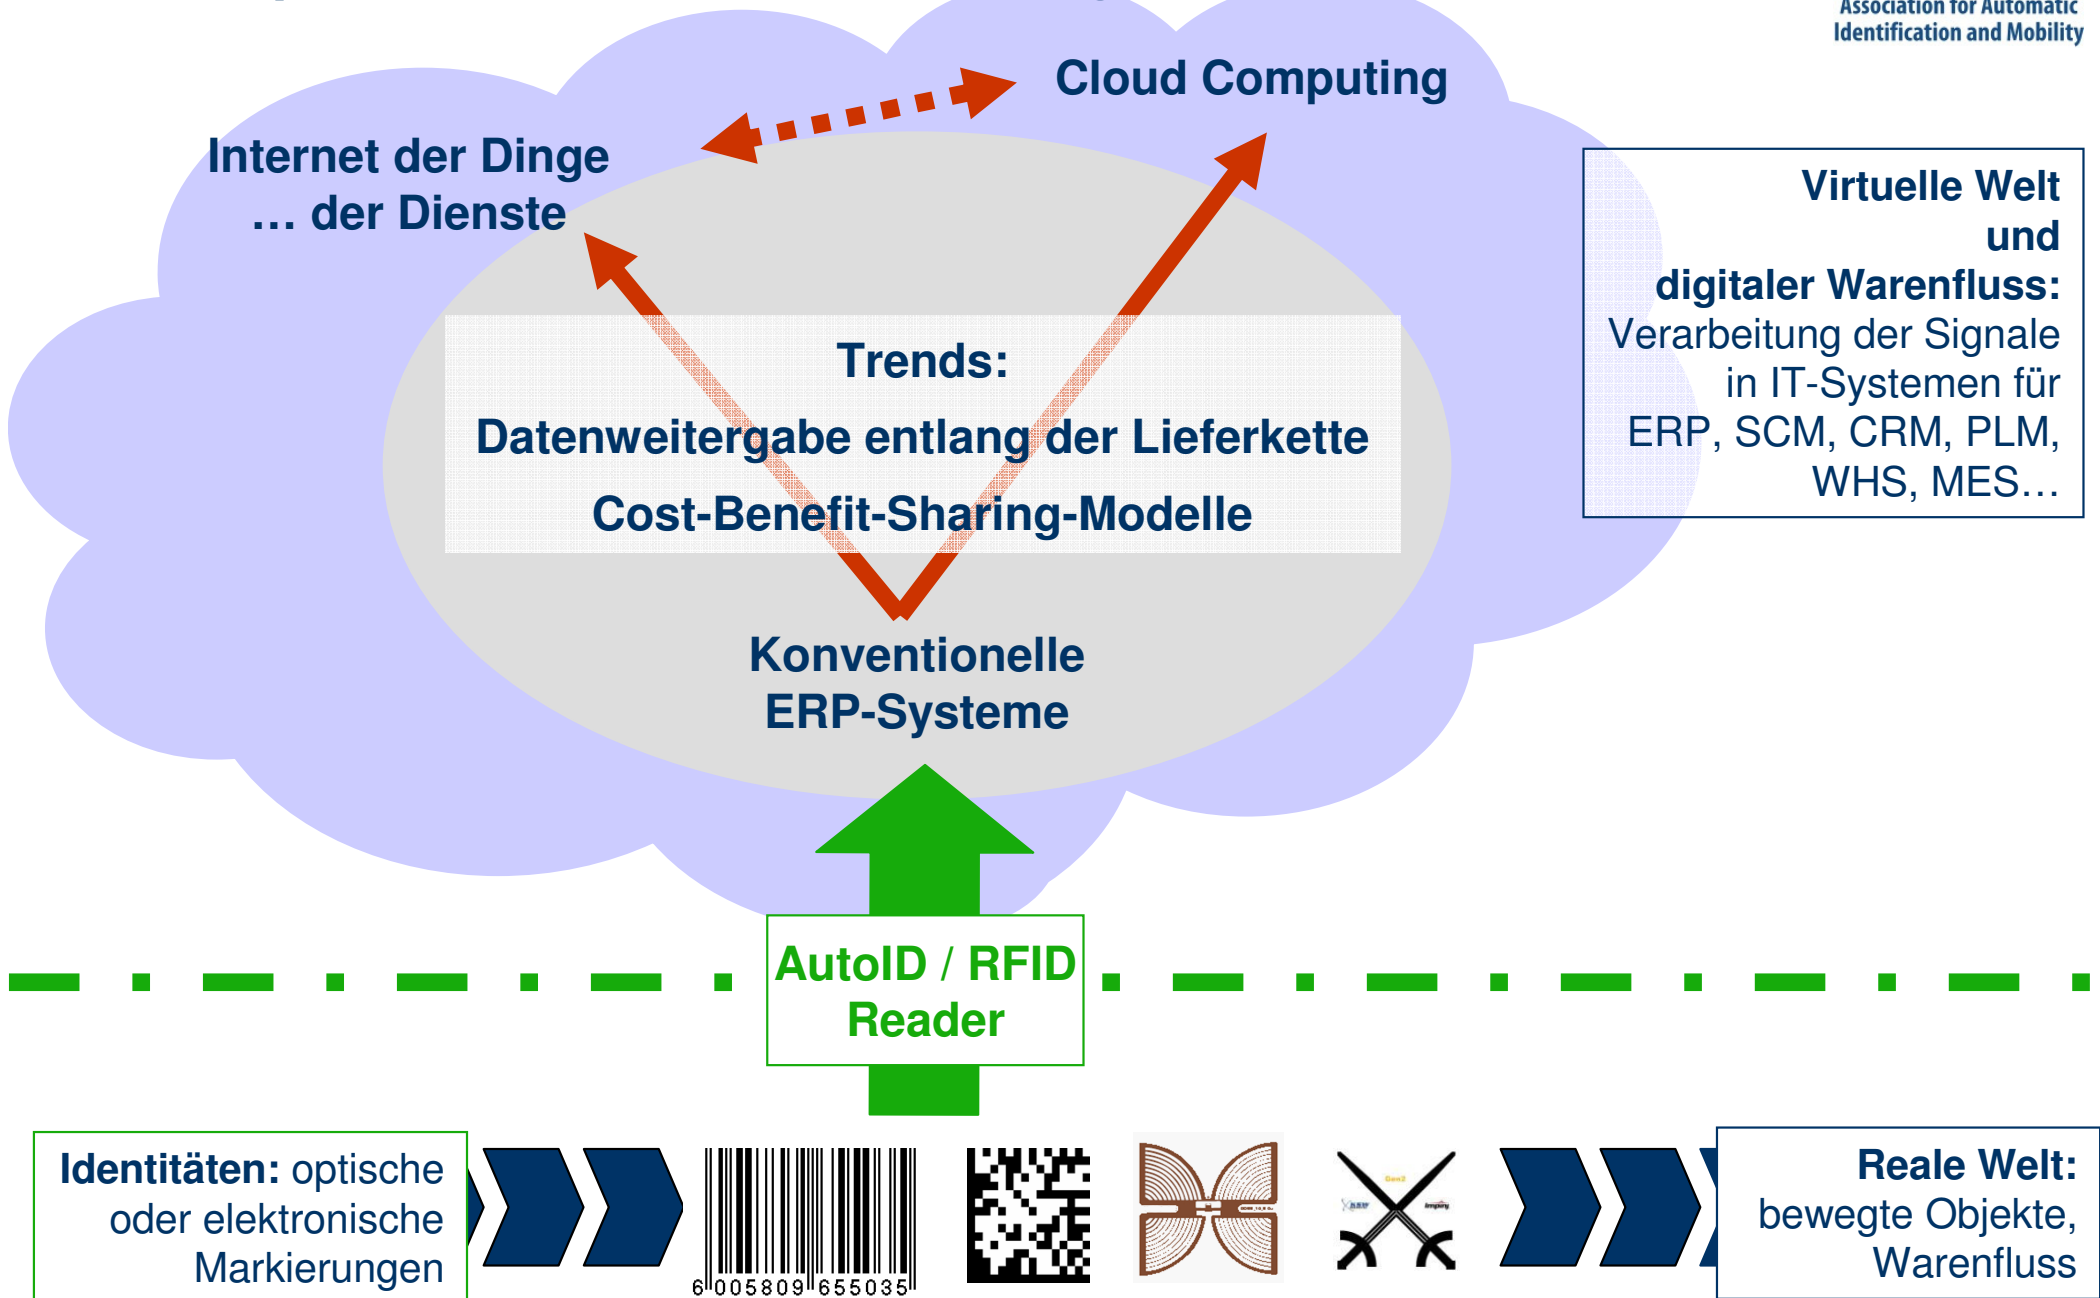 Association for Automatic
Identification and Mobility
Cloud Computing
Internet der Dinge
… der Dienste
Virtuelle Welt
und
digitaler Warenfluss:
Verarbeitung der Signale
in IT-Systemen für
ERP, SCM, CRM, PLM,
WHS, MES…
Trends:
Datenweitergabe entlang der Lieferkette
Cost-Benefit-Sharing-Modelle
Konventionelle
ERP-Systeme
AutoID / RFID
Reader
Identitäten: optische
oder elektronische
Markierungen
6 005809 655035
Gen2
Impinj
Reale Welt:
bewegte Objekte,
Warenfluss